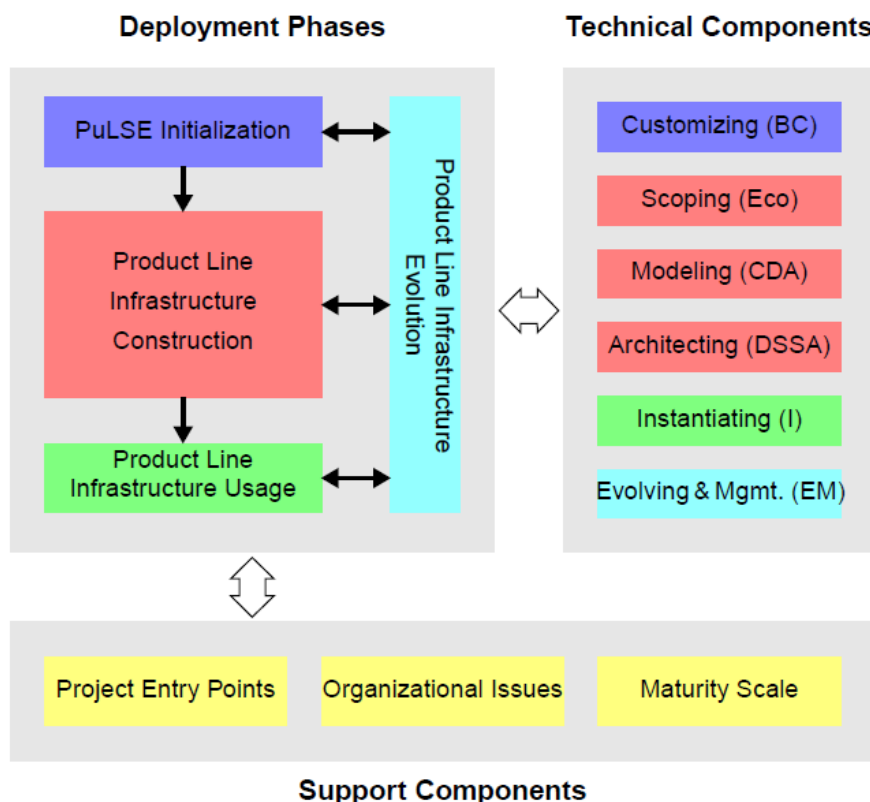 Deployment Phases
Technical Components
PuLSE Initialization
Product Line
Infrastructure
Construction
Product Line
Infrastructure Usage
Product Line Infrastructure
Evolution
Customizing (BC)
Scoping (Eco)
Modeling (CDA)
Architecting (DSSA)
Instantiating (I)
Evolving & Mgmt. (EM)
Project Entry Points
Organizational Issues
Maturity Scale
Support Components